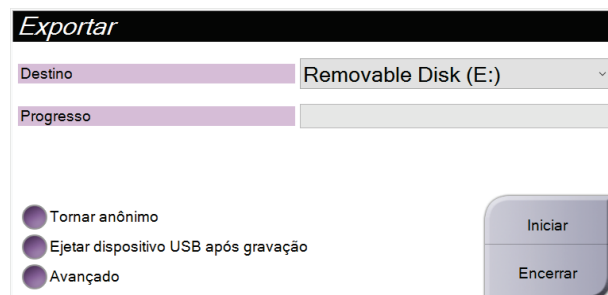 Exportar
Destino
Removable Disk (E:)
Progresso
Tornar anônimo
Ejetar dispositivo USB após gravação
Avançado
Iniciar
Encerrar